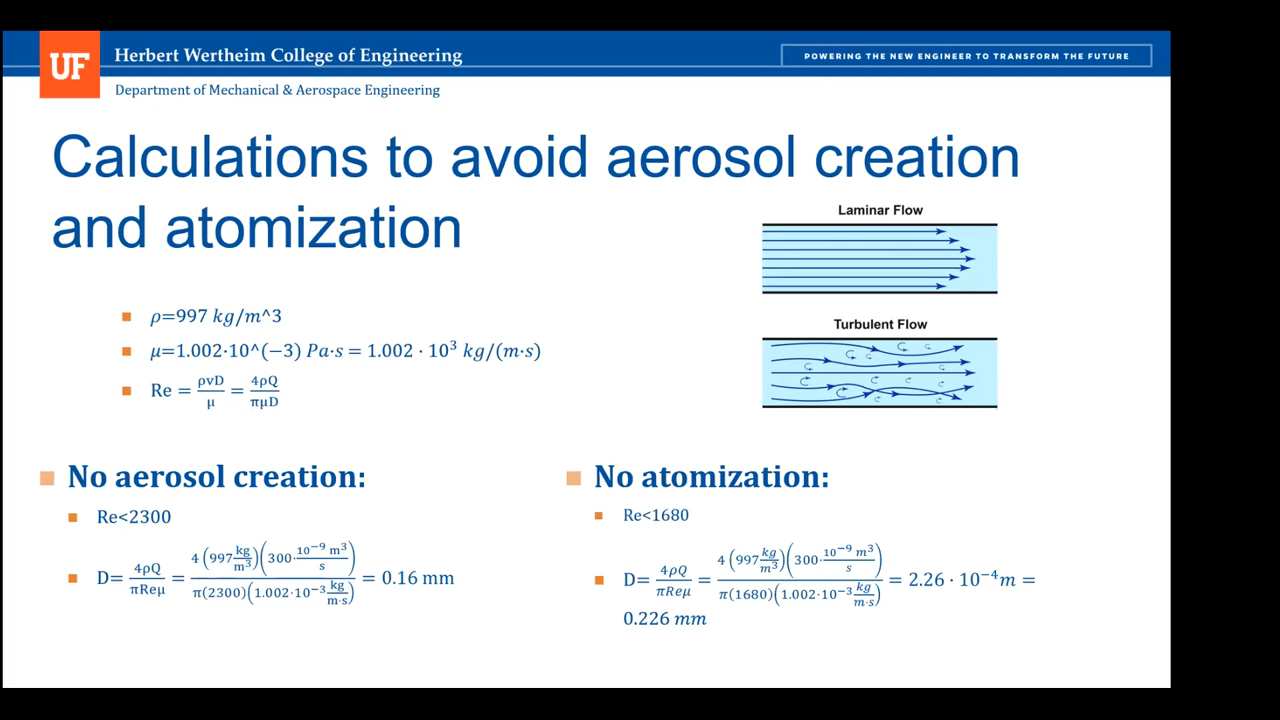 UF
Herbert Wertheim College of Engineering
POWERING THE NEW ENGINEER TO TRANSFORM THE FUTURE
Department of Mechanical & Aerospace Engineering
Calculations to avoid aerosol creation
and atomization
Laminar Flow
Turbulent Flow
ρ=997 kg/m^3
μ=1.002·10^(−3) Pa·s = 1.002 · 10³ kg/(m·s)
Re = ρvD/μ = 4ρQ/πμD
No aerosol creation:
Re<2300
D= 4ρQ/πReμ = 4(997 kg/m³)(300·10⁻⁹ m³/s)/π(2300)(1.002·10⁻³ kg/m·s) = 0.16 mm
No atomization:
Re<1680
D= 4ρQ/πReμ = 4(997 kg/m³)(300·10⁻⁹ m³/s)/π(1680)(1.002·10⁻³ kg/m·s) = 2.26 · 10⁻⁴m =
0.226 mm